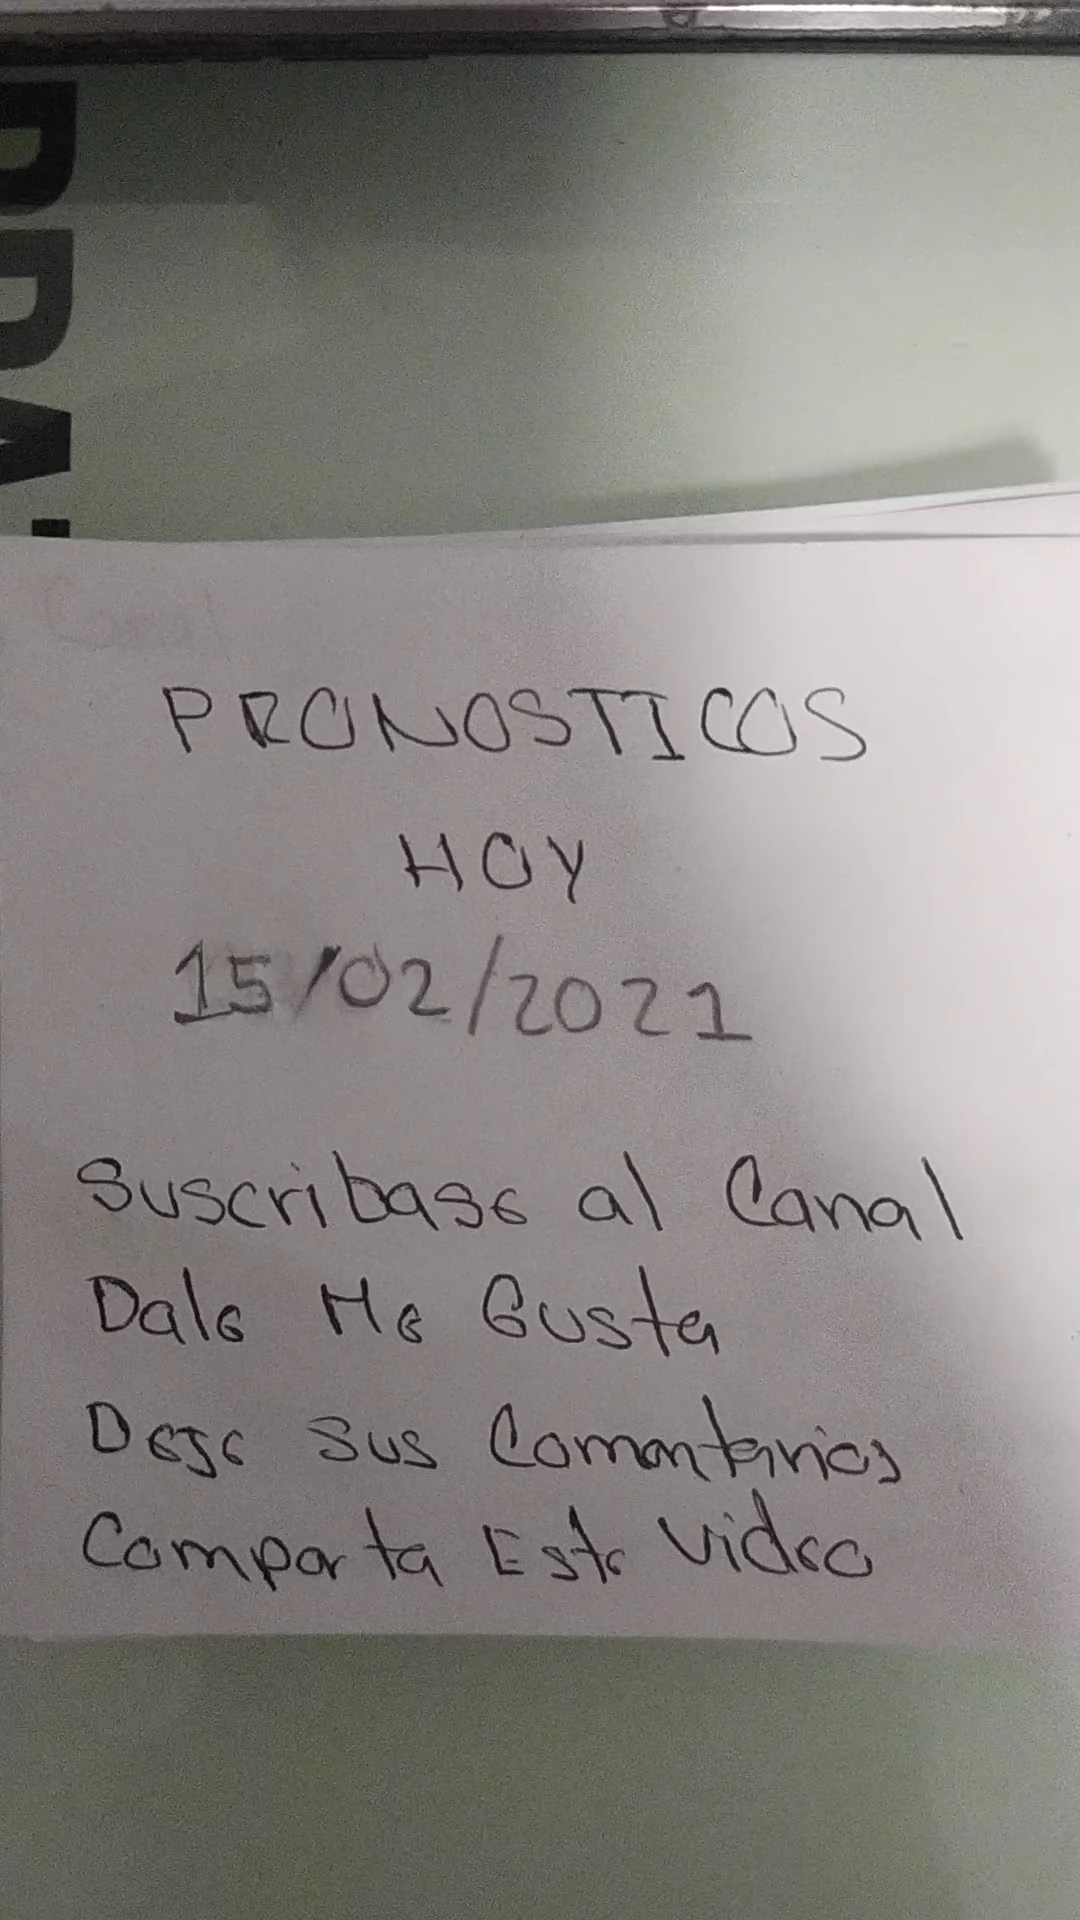 PRONOSTICOS
HOY
15/02/2021
Suscribase al Canal
Dale Me Gusta
Deje Sus Comentarios
Comparta Este Video